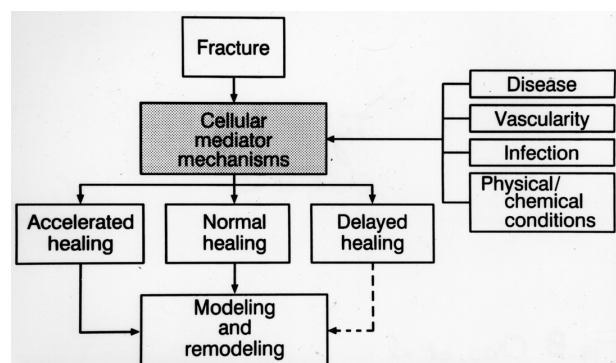 Fracture
Cellular
mediator
mechanisms
Disease
Vascularity
Infection
Physical/
chemical
conditions
Accelerated
healing
Normal
healing
Delayed
healing
Modeling
and
remodeling